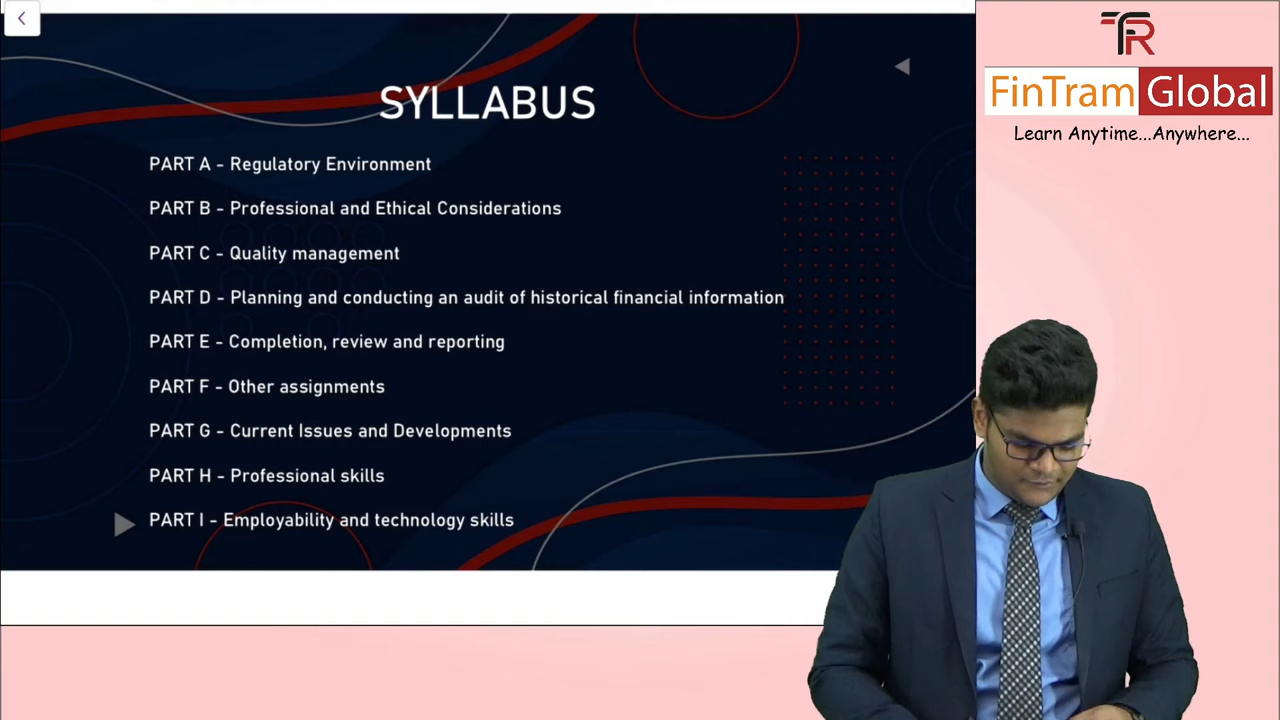 SYLLABUS
PART A - Regulatory Environment
PART B - Professional and Ethical Considerations
PART C - Quality management
PART D - Planning and conducting an audit of historical financial information
PART E - Completion, review and reporting
PART F - Other assignments
PART G - Current Issues and Developments
PART H - Professional skills
PART I - Employability and technology skills
FinTram Global
Learn Anytime...Anywhere...